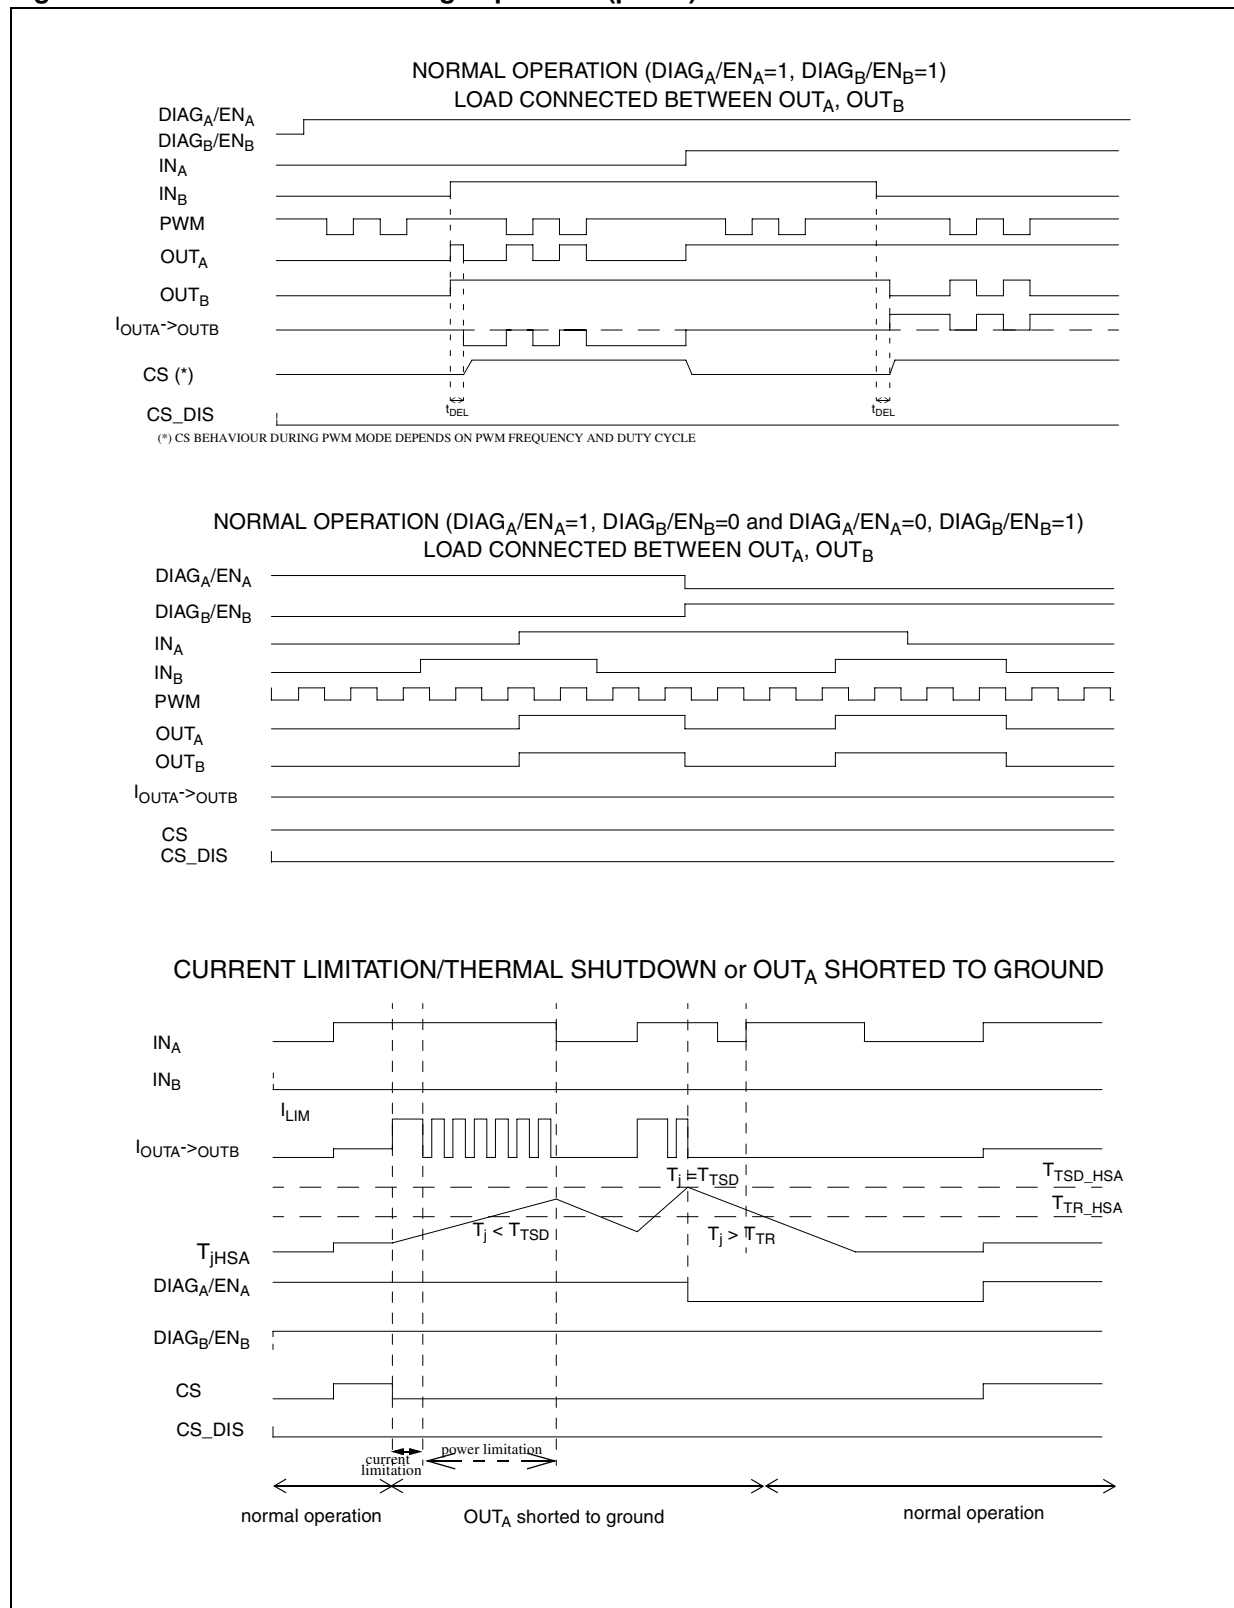 NORMAL OPERATION (DIAGA/ENA=1, DIAGB/ENB=1)
LOAD CONNECTED BETWEEN OUTA, OUTB
DIAGA/ENA
DIAGB/ENB
INA
INB
PWM
OUTA
OUTB
IOUTA->OUTB
CS (*)
tDEL
tDEL
CS_DIS
(*) CS BEHAVIOUR DURING PWM MODE DEPENDS ON PWM FREQUENCY AND DUTY CYCLE
NORMAL OPERATION (DIAGA/ENA=1, DIAGB/ENB=0 and DIAGA/ENA=0, DIAGB/ENB=1)
LOAD CONNECTED BETWEEN OUTA, OUTB
DIAGA/ENA
DIAGB/ENB
INA
INB
PWM
OUTA
OUTB
IOUTA->OUTB
CS
CS_DIS
CURRENT LIMITATION/THERMAL SHUTDOWN or OUTA SHORTED TO GROUND
INA
INB
ILIM
IOUTA->OUTB
Tj =TTSD
TTSD_HSA
TTR_HSA
Tj < TTSD
Tj > TTR
TjHSA
DIAGA/ENA
DIAGB/ENB
CS
CS_DIS
current
limitation
power limitation
normal operation
OUTA shorted to ground
normal operation